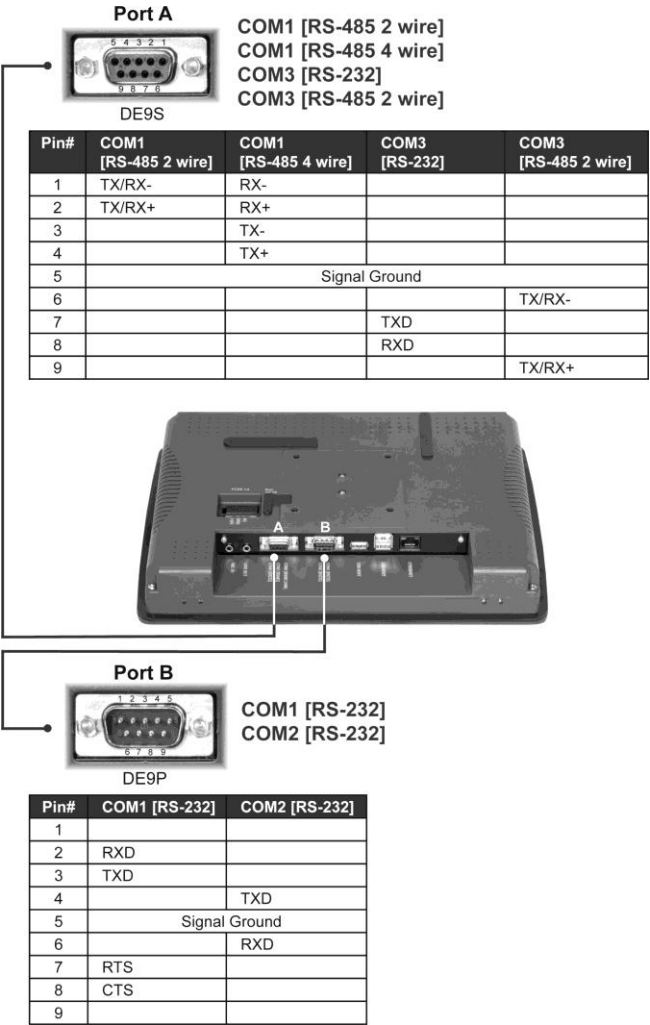 Port A
5 4 3 2 1
9 8 7 6
DE9S
COM1 [RS-485 2 wire]
COM1 [RS-485 4 wire]
COM3 [RS-232]
COM3 [RS-485 2 wire]
Pin# COM1 [RS-485 2 wire] COM1 [RS-485 4 wire] COM3 [RS-232] COM3 [RS-485 2 wire]
1 TX/RX- RX-
2 TX/RX+ RX+
3 TX-
4 TX+
5 Signal Ground
6 TX/RX-
7 TXD
8 RXD
9 TX/RX+
A B
Port B
1 2 3 4 5
6 7 8 9
DE9P
COM1 [RS-232]
COM2 [RS-232]
Pin# COM1 [RS-232] COM2 [RS-232]
1
2 RXD
3 TXD
4 TXD
5 Signal Ground
6 RXD
7 RTS
8 CTS
9